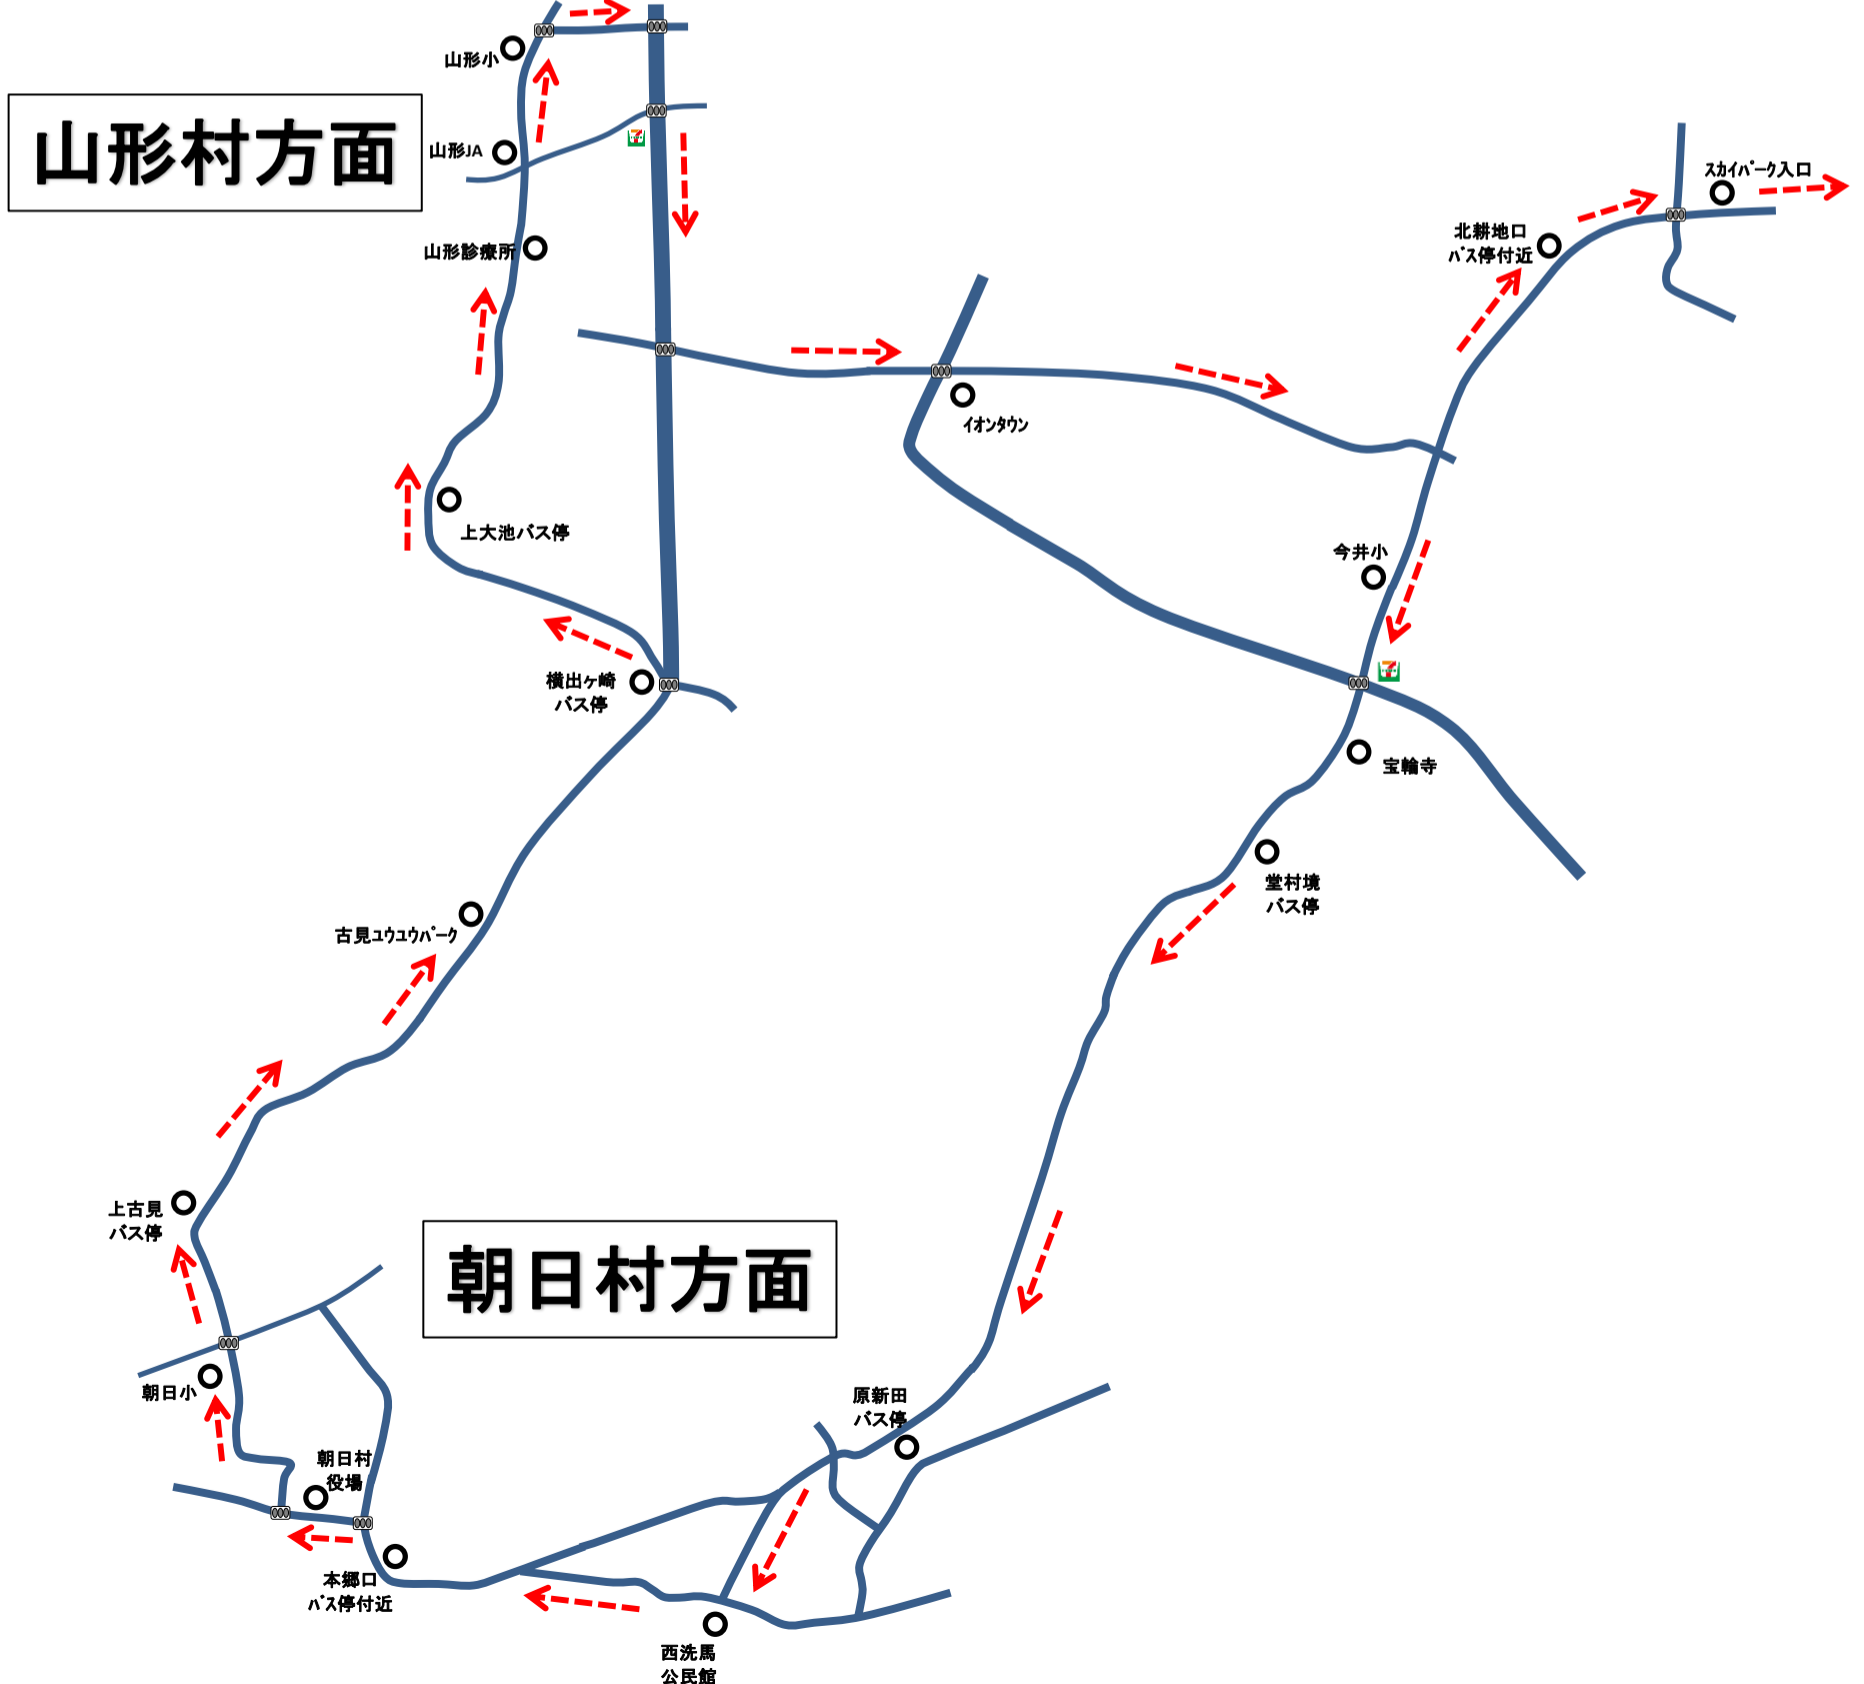 山形小
山形村方面
山形JA
スカイパーク入口
山形診療所
北耕地口
バス停付近
イオンタウン
上大池バス停
今井小
横出ヶ崎
バス停
宝輪寺
堂村境
バス停
古見ユウユウパーク
上古見
バス停
朝日村方面
朝日小
原新田
バス停
朝日村
役場
本郷口
バス停付近
西洗馬
公民館